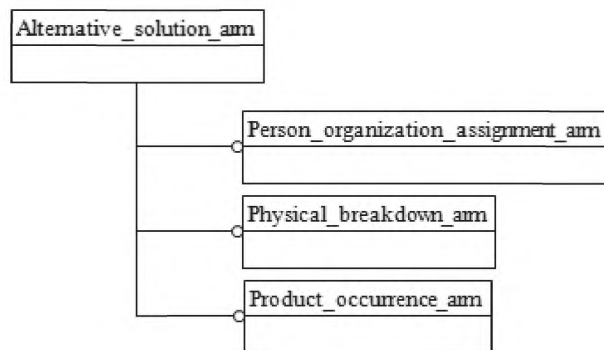 Alternative_solution_arm
Person_organization_assignment_arm
Physical_breakdown_arm
Product_occurrence_arm